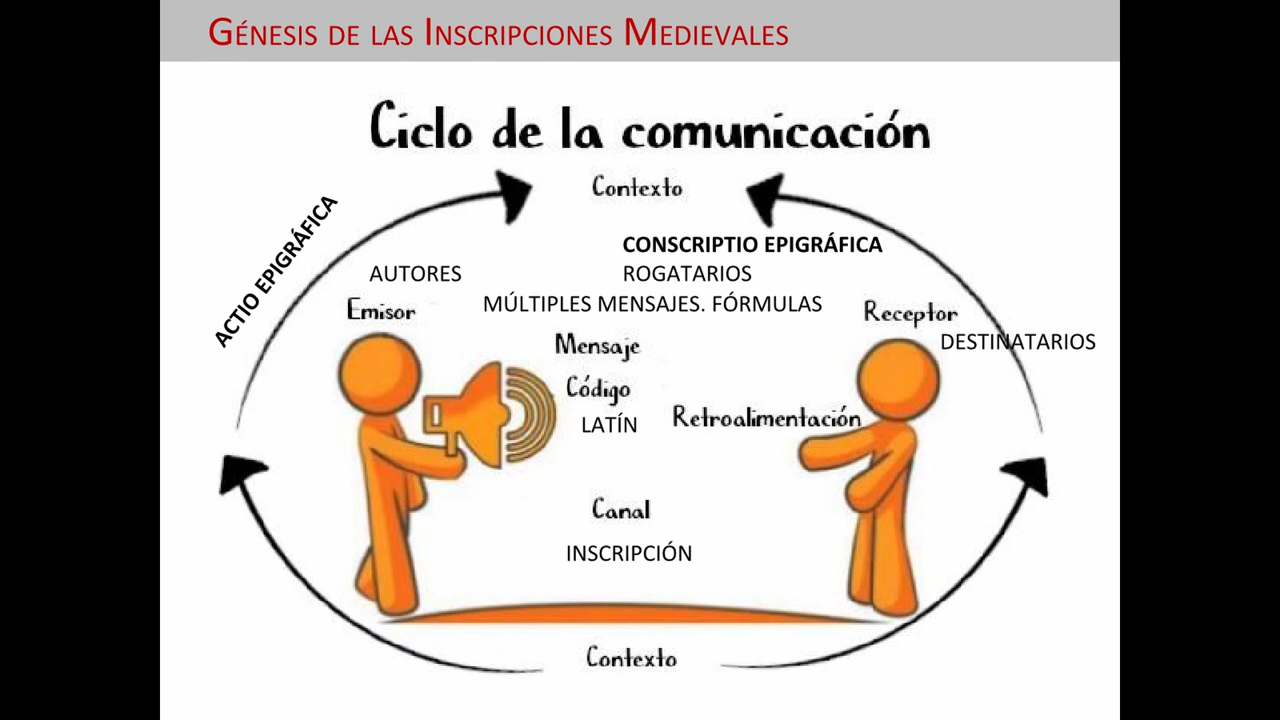 GÉNESIS DE LAS INSCRIPCIONES MEDIEVALES
Ciclo de la comunicación
Contexto
ACTIO EPIGRÁFICA
CONSCRIPTIO EPIGRÁFICA
AUTORES
ROGATARIOS
MÚLTIPLES MENSAJES. FÓRMULAS
Emisor
Receptor
DESTINATARIOS
Mensaje
Código
LATÍN
Retroalimentación
Canal
INSCRIPCIÓN
Contexto